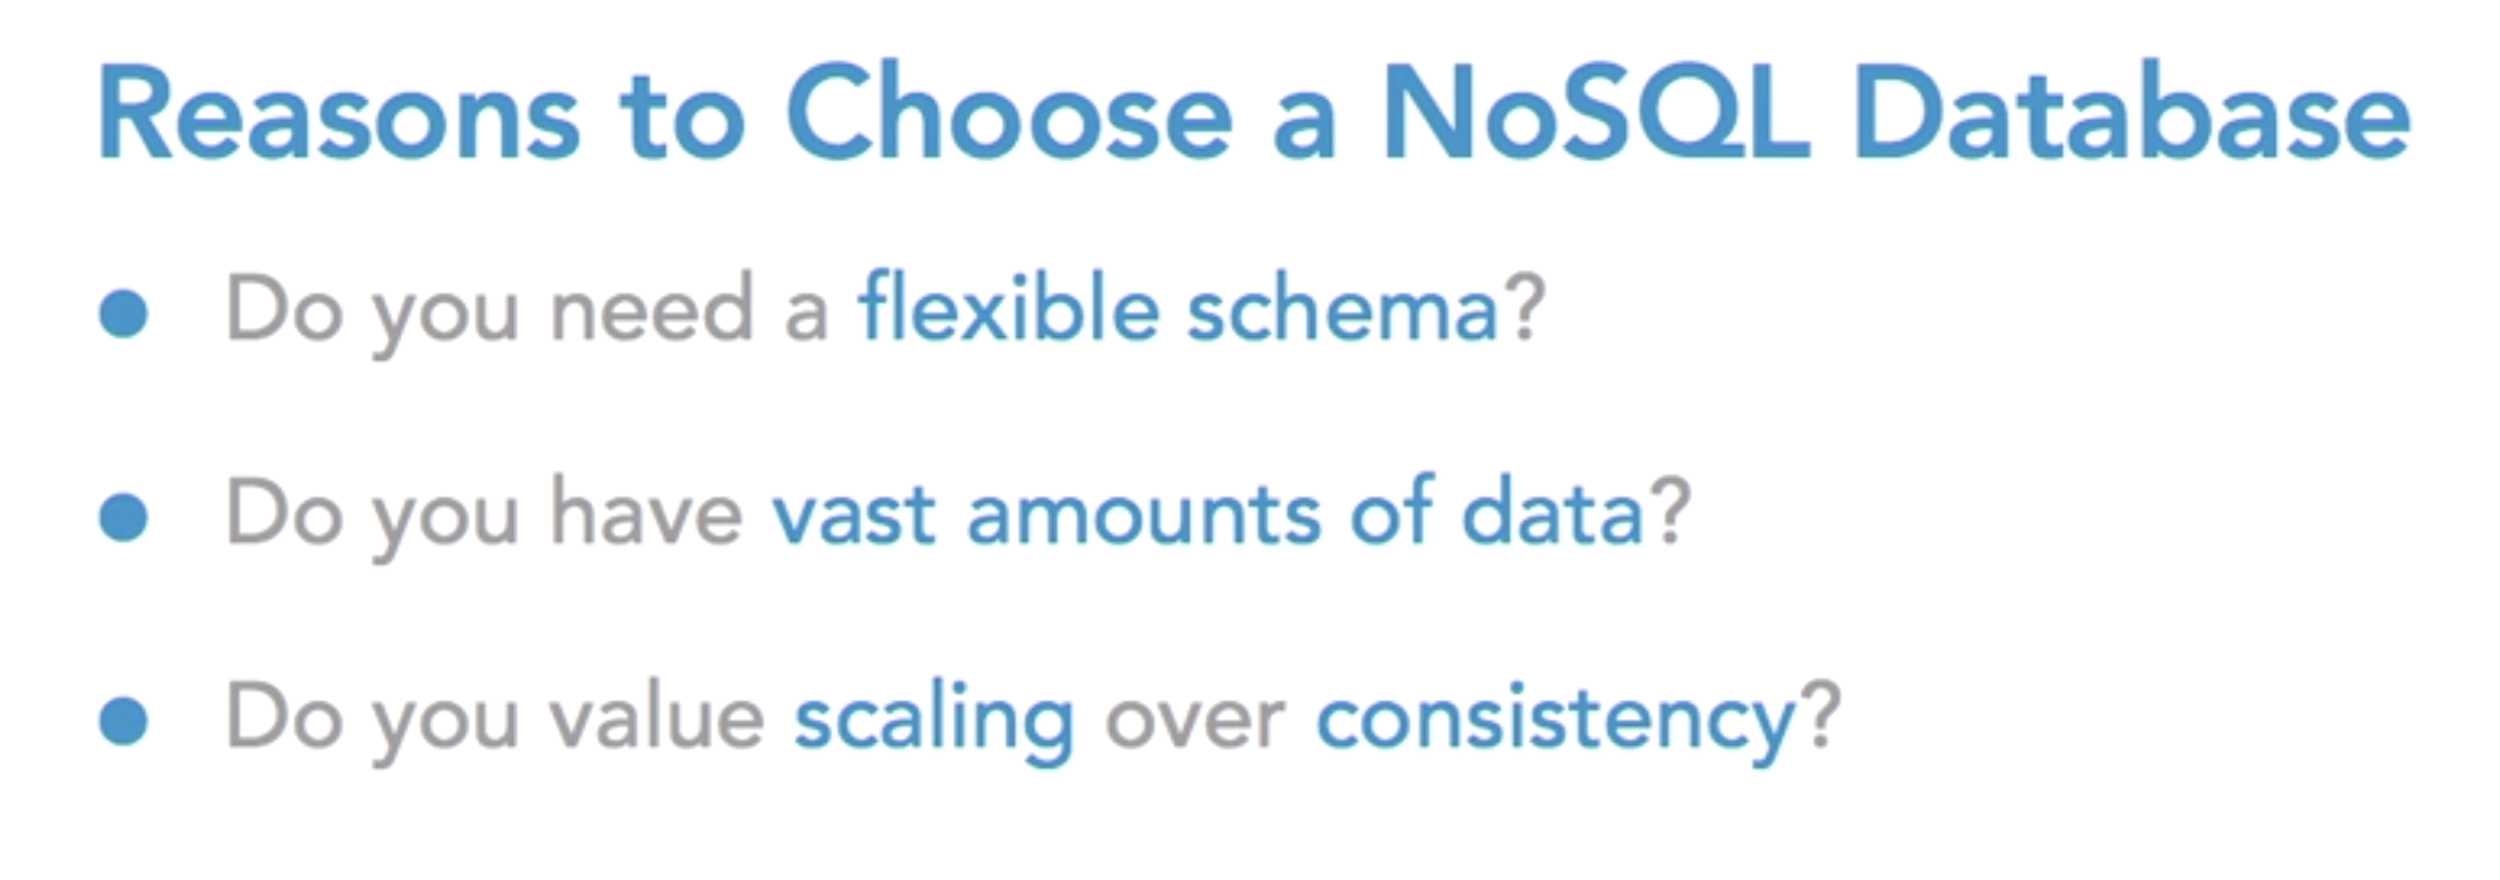 Reasons to Choose a NoSQL Database
Do you need a flexible schema?
Do you have vast amounts of data?
Do you value scaling over consistency?